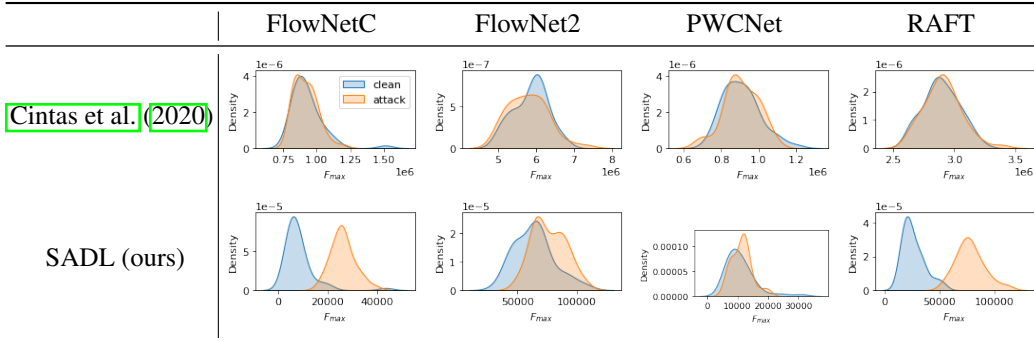 FlowNetC FlowNet2 PWCNet RAFT
Cintas et al. (2020)
1e−6 1e−7 1e−6 1e−6
Density 4 2 0 clean attack
0.75 1.00 1.25 1.50 1e6
F_max
Density 5 0
5 6 7 8 1e6
F_max
Density 4 2 0
0.6 0.8 1.0 1.2 1e6
F_max
Density 2 1 0
2.5 3.0 3.5 1e6
F_max
SADL (ours)
1e−5 1e−5 1e−5
Density 5 0
0 20000 40000
F_max
Density 2 1 0
50000 100000
F_max
Density 0.00010 0.00005 0.00000
0 10000 20000 30000
F_max
Density 4 2 0
0 50000 100000
F_max